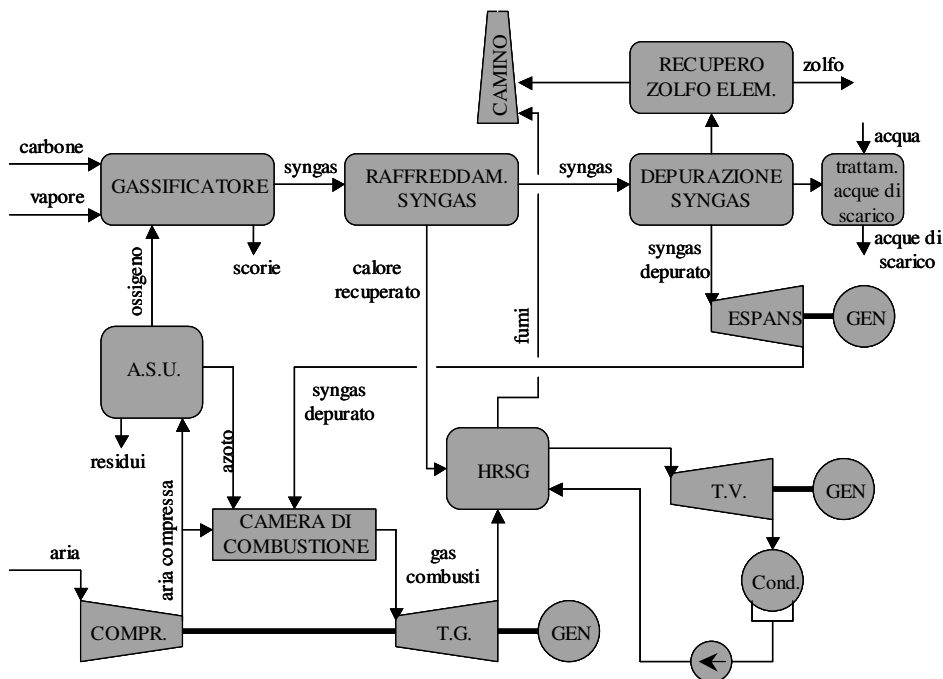 CAMINO
RECUPERO
ZOLFO ELEM.
zolfo
carbone
vapore
GASSIFICATORE
syngas
RAFFREDDAM.
SYNGAS
syngas
DEPURAZIONE
SYNGAS
acqua
trattam.
acque di
scarico
acque di
scarico
ossigeno
scorie
calore
recuperato
fumi
syngas
depurato
ESPANS
GEN
A.S.U.
residui
azoto
syngas
depurato
HRSG
T.V.
GEN
aria compressa
CAMERA DI
COMBUSTIONE
gas
combusti
aria
COMPR.
T.G.
GEN
Cond.